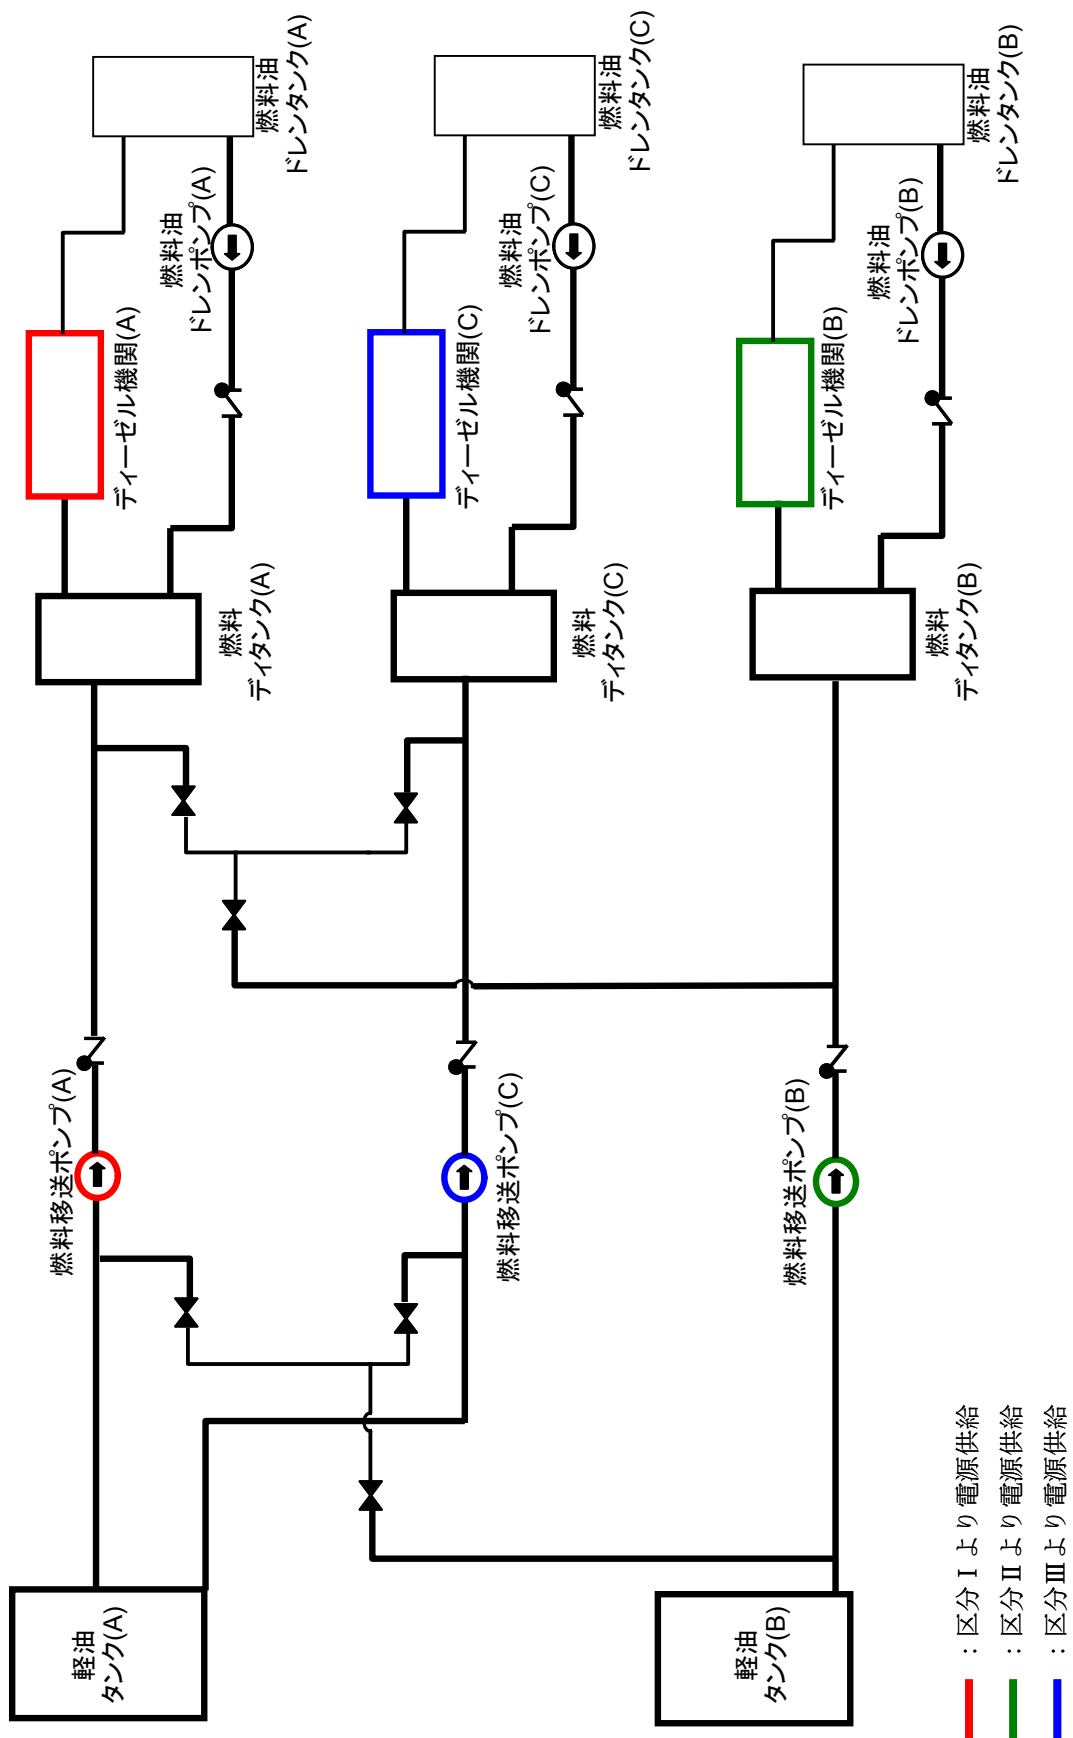 燃料油
ドレンタンク(A)
燃料油
ドレンポンプ(A)
ディーゼル機関(A)
燃料
ディタンク(A)
燃料移送ポンプ(A)
軽油
タンク(A)
燃料油
ドレンタンク(C)
燃料油
ドレンポンプ(C)
ディーゼル機関(C)
燃料
ディタンク(C)
燃料移送ポンプ(C)
燃料油
ドレンタンク(B)
燃料油
ドレンポンプ(B)
ディーゼル機関(B)
燃料
ディタンク(B)
燃料移送ポンプ(B)
軽油
タンク(B)
：区分Ⅰより電源供給
：区分Ⅱより電源供給
：区分Ⅲより電源供給